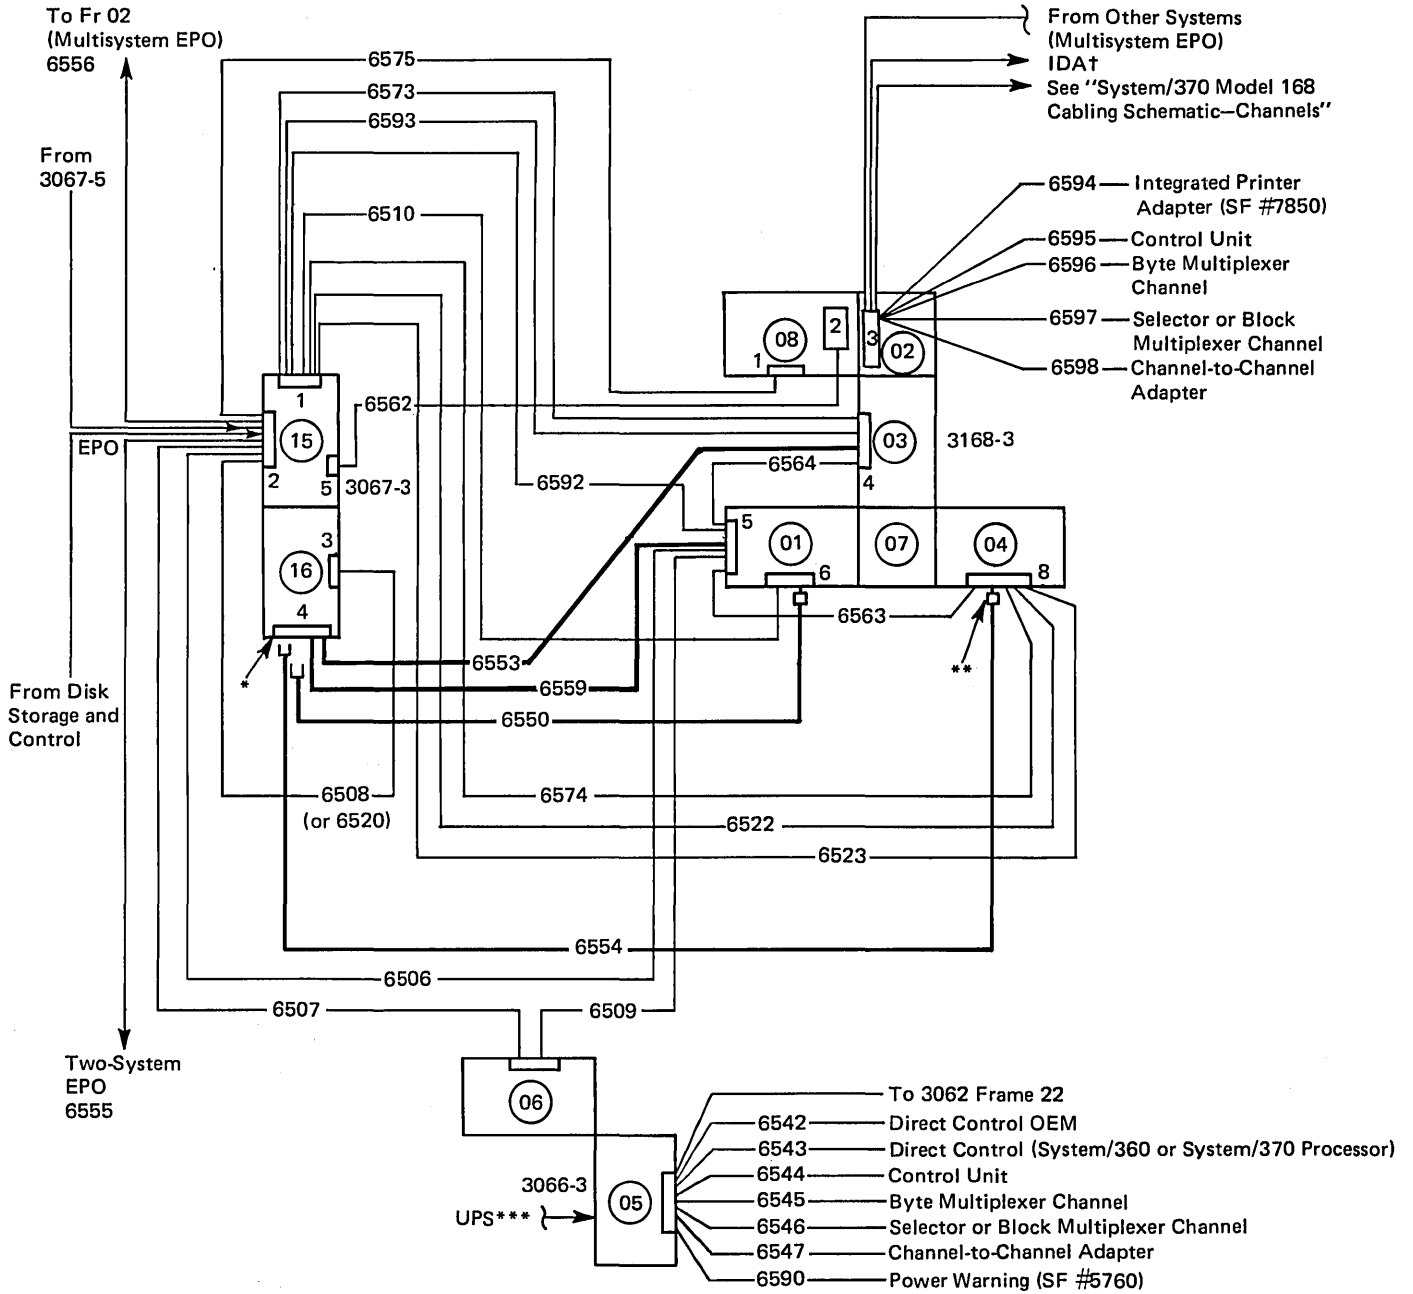 To Fr 02
(Multisystem EPO)
6556
From Other Systems
(Multisystem EPO)
IDA†
See "System/370 Model 168
Cabling Schematic—Channels"
6575
6573
6593
From
3067-5
6510
6594 Integrated Printer
Adapter (SF #7850)
6595 Control Unit
6596 Byte Multiplexer
Channel
6597 Selector or Block
Multiplexer Channel
6598 Channel-to-Channel
Adapter
08
2
1
3
02
1
15
2
5
3067-3
EPO
6562
03
4
3168-3
6564
6592
5
01
6
07
04
8
3
16
4
*
6563
**
6553
6559
6550
From Disk
Storage and
Control
6508
(or 6520)
6574
6522
6523
6554
6506
6507
6509
Two-System
EPO
6555
06
3066-3
05
UPS***
To 3062 Frame 22
6542 Direct Control OEM
6543 Direct Control (System/360 or System/370 Processor)
6544 Control Unit
6545 Byte Multiplexer Channel
6546 Selector or Block Multiplexer Channel
6547 Channel-to-Channel Adapter
6590 Power Warning (SF #5760)